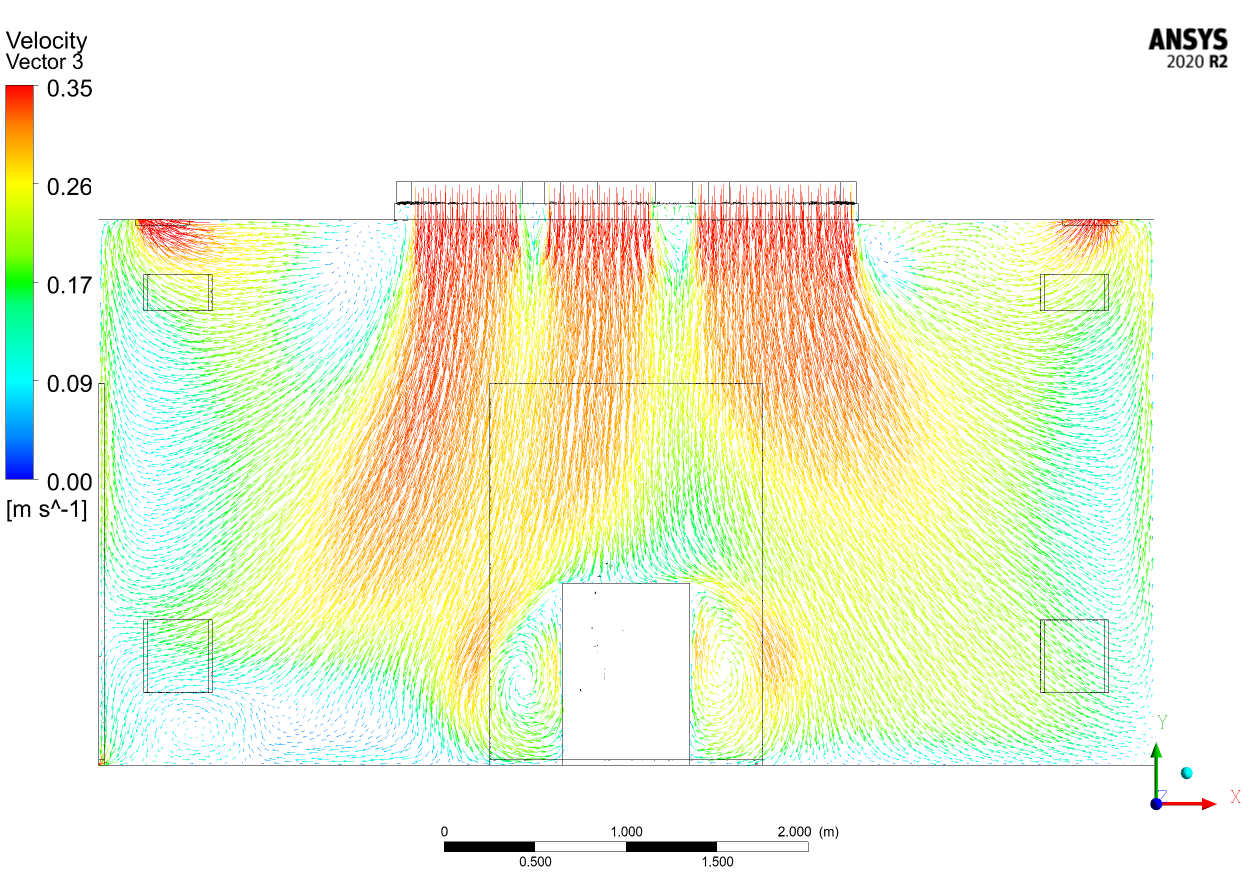 Velocity
Vector 3
0.35
0.26
0.17
0.09
0.00
[m s^-1]
ANSYS
2020 R2
Y
Z
X
0 1.000 2.000 (m)
0.500 1.500